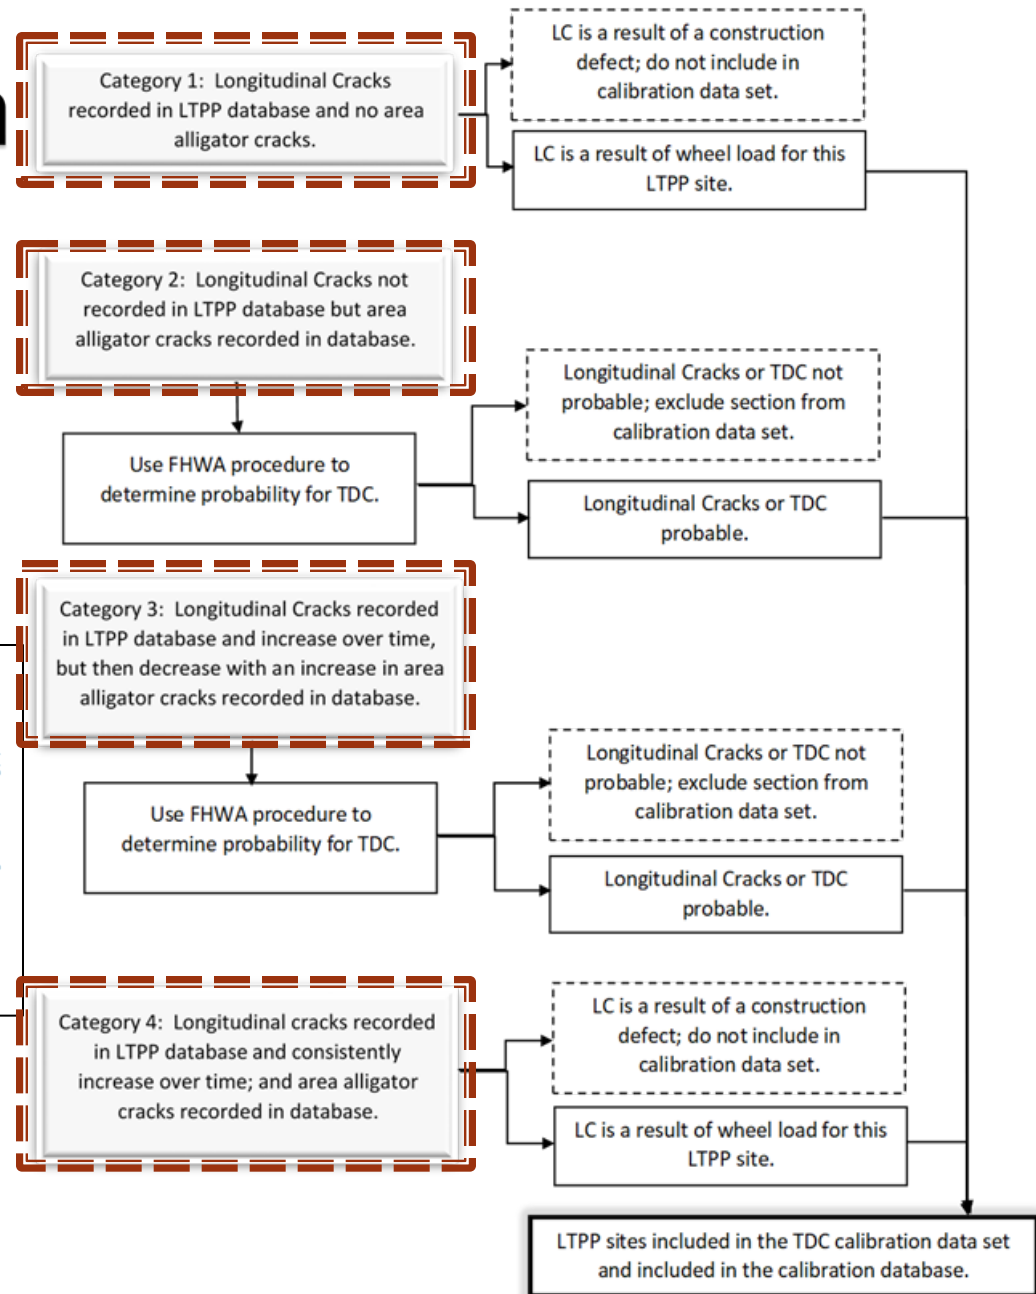 Category 1:  Longitudinal Cracks
recorded in LTPP database and no area
alligator cracks.
LC is a result of a construction
defect; do not include in
calibration data set.
LC is a result of wheel load for this
LTPP site.
Category 2:  Longitudinal Cracks not
recorded in LTPP database but area
alligator cracks recorded in database.
Use FHWA procedure to
determine probability for TDC.
Longitudinal Cracks or TDC not
probable; exclude section from
calibration data set.
Longitudinal Cracks or TDC
probable.
Category 3:  Longitudinal Cracks recorded
in LTPP database and increase over time,
but then decrease with an increase in area
alligator cracks recorded in database.
Use FHWA procedure to
determine probability for TDC.
Longitudinal Cracks or TDC not
probable; exclude section from
calibration data set.
Longitudinal Cracks or TDC
probable.
Category 4:  Longitudinal cracks recorded
in LTPP database and consistently
increase over time; and area alligator
cracks recorded in database.
LC is a result of a construction
defect; do not include in
calibration data set.
LC is a result of wheel load for this
LTPP site.
LTPP sites included in the TDC calibration data set
and included in the calibration database.